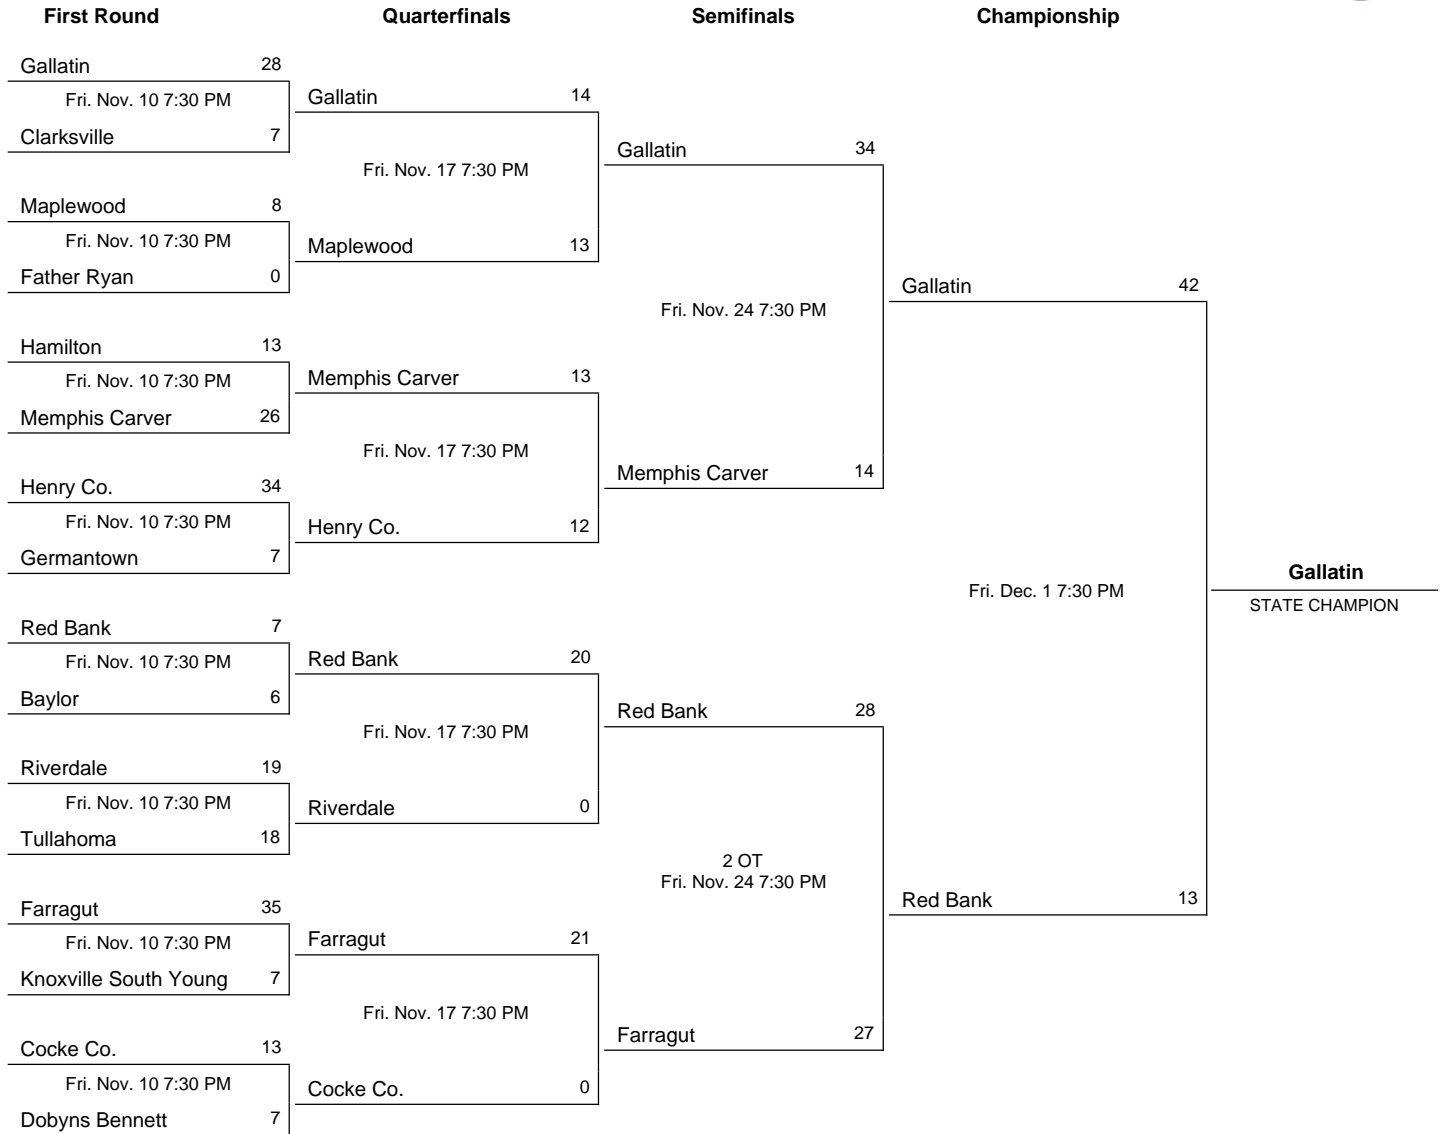 First Round Quarterfinals Semifinals Championship
Gallatin 28
Fri. Nov. 10 7:30 PM
Clarksville 7
Maplewood 8
Fri. Nov. 10 7:30 PM
Father Ryan 0
Hamilton 13
Fri. Nov. 10 7:30 PM
Memphis Carver 26
Henry Co. 34
Fri. Nov. 10 7:30 PM
Germantown 7
Red Bank 7
Fri. Nov. 10 7:30 PM
Baylor 6
Riverdale 19
Fri. Nov. 10 7:30 PM
Tullahoma 18
Farragut 35
Fri. Nov. 10 7:30 PM
Knoxville South Young 7
Cocke Co. 13
Fri. Nov. 10 7:30 PM
Dobyns Bennett 7
Gallatin 14
Fri. Nov. 17 7:30 PM
Maplewood 13
Memphis Carver 13
Fri. Nov. 17 7:30 PM
Henry Co. 12
Red Bank 20
Fri. Nov. 17 7:30 PM
Riverdale 0
Farragut 21
Fri. Nov. 17 7:30 PM
Cocke Co. 0
Gallatin 34
Fri. Nov. 24 7:30 PM
Memphis Carver 14
Red Bank 28
2 OT
Fri. Nov. 24 7:30 PM
Farragut 27
Gallatin 42
Fri. Dec. 1 7:30 PM
Red Bank 13
Gallatin
STATE CHAMPION